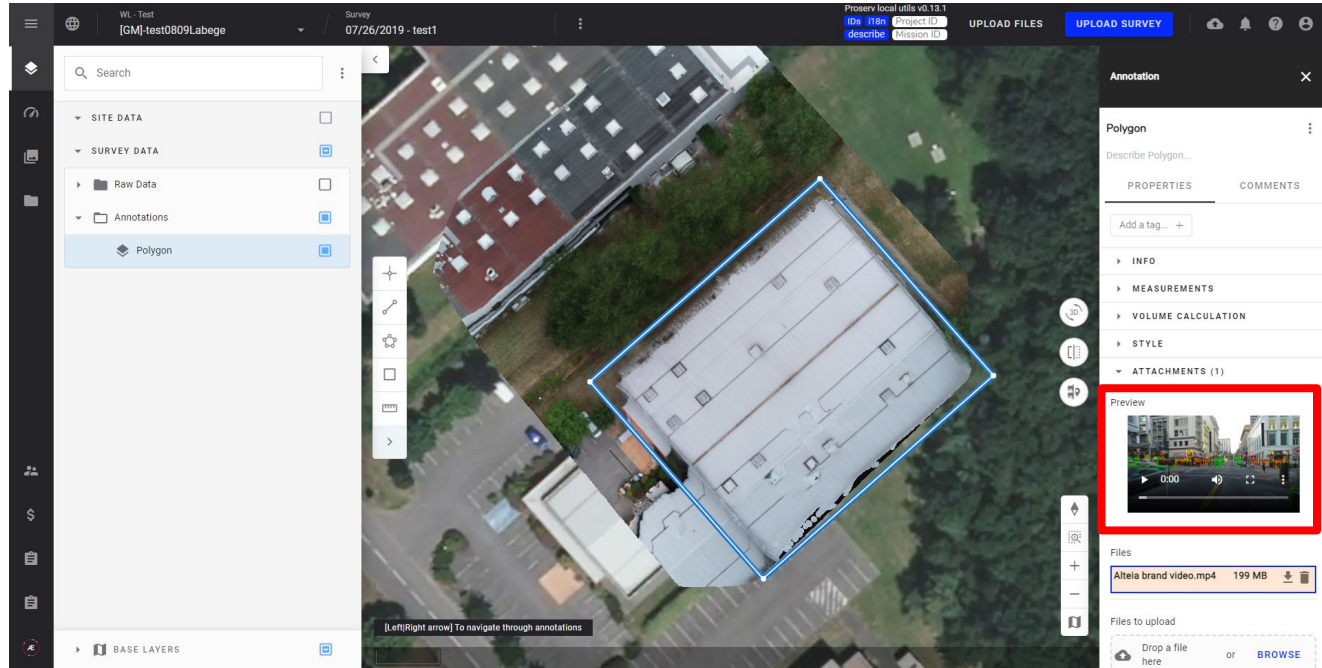 WL - Test
[GM]-test0809Labege
Survey
07/26/2019 - test1
Proserv local utils v0.13.1
IDs i18n Project ID
describe Mission ID
UPLOAD FILES
UPLOAD SURVEY
Search
SITE DATA
SURVEY DATA
Raw Data
Annotations
Polygon
BASE LAYERS
[Left|Right arrow] To navigate through annotations
3D
Annotation
Polygon
Describe Polygon...
PROPERTIES COMMENTS
Add a tag... +
INFO
MEASUREMENTS
VOLUME CALCULATION
STYLE
ATTACHMENTS (1)
Preview
0:00
Files
Alteia brand video.mp4 199 MB
Files to upload
Drop a file here or BROWSE